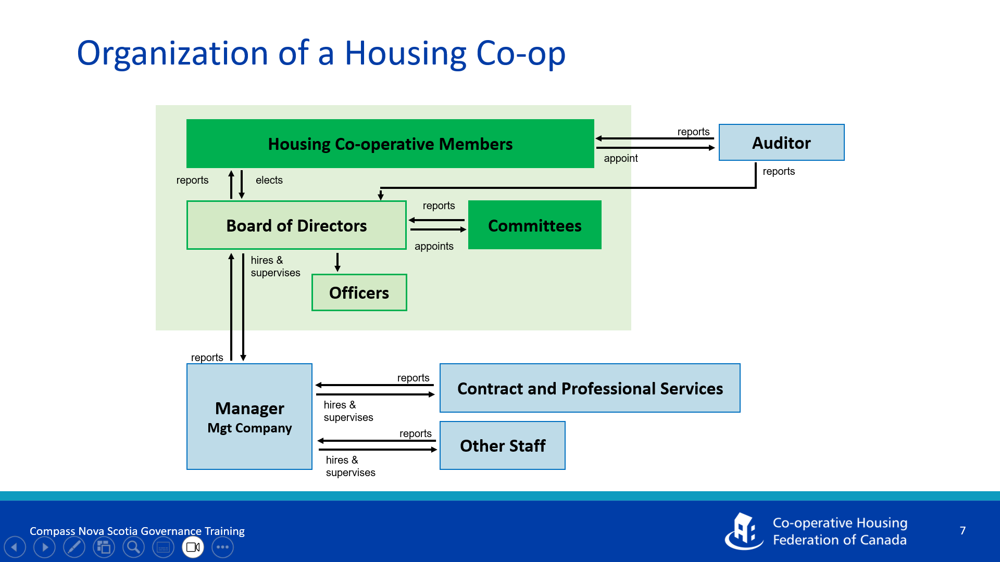 Organization of a Housing Co-op
Housing Co-operative Members
reports
appoint
Auditor
reports
reports
elects
Board of Directors
reports
appoints
Committees
hires &
supervises
Officers
reports
Manager
Mgt Company
reports
hires &
supervises
Contract and Professional Services
reports
hires &
supervises
Other Staff
Compass Nova Scotia Governance Training
Co-operative Housing
Federation of Canada
7